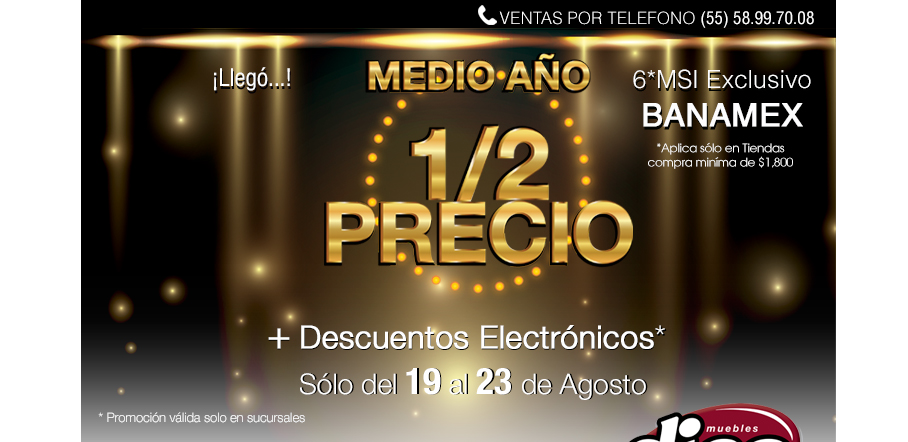 VENTAS POR TELEFONO (55) 58.99.70.08
¡Llegó...!
MEDIO AÑO
1/2
PRECIO
6*MSI Exclusivo
BANAMEX
*Aplica sólo en Tiendas
compra miníma de $1,800
+ Descuentos Electrónicos*
Sólo del 19 al 23 de Agosto
* Promoción válida solo en sucursales
muebles